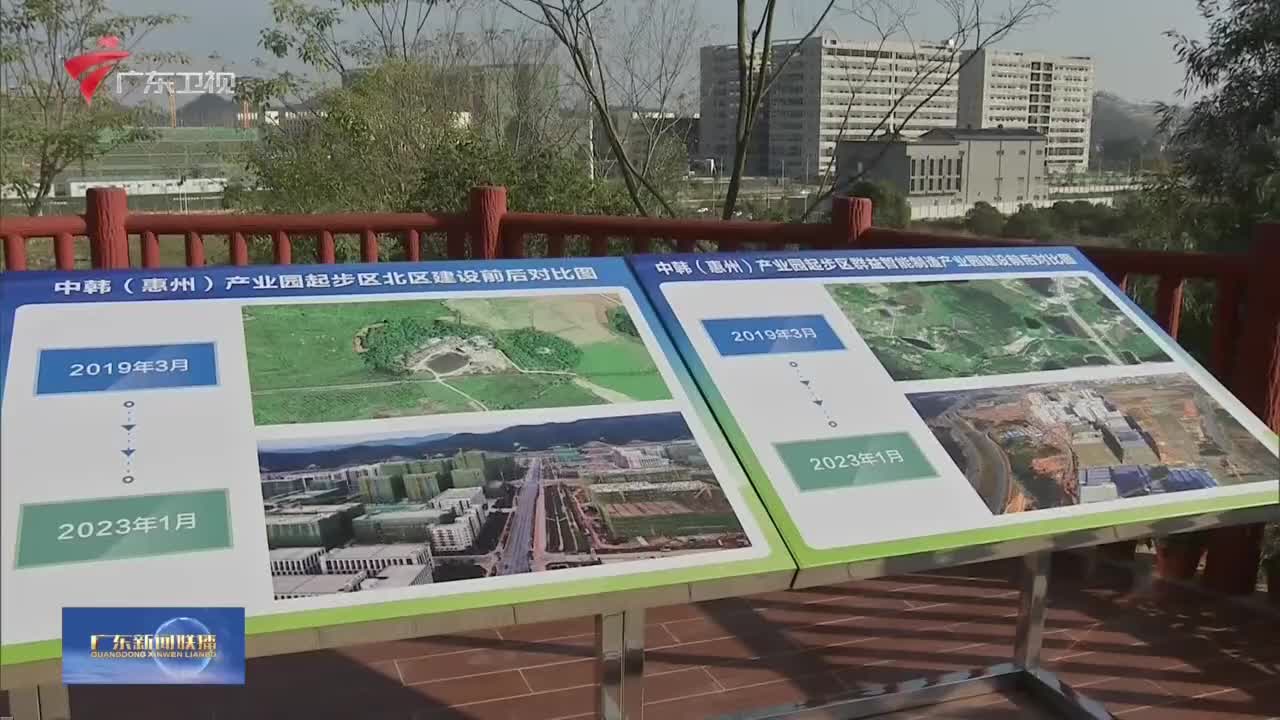 广东卫视
中韩（惠州）产业园起步区北区建设前后对比图
2019年3月
2023年1月
中韩（惠州）产业园起步区群益智能制造产业园建设前后对比图
2019年3月
2023年1月
广东新闻联播
GUANGDONG XINWEN LIANBO